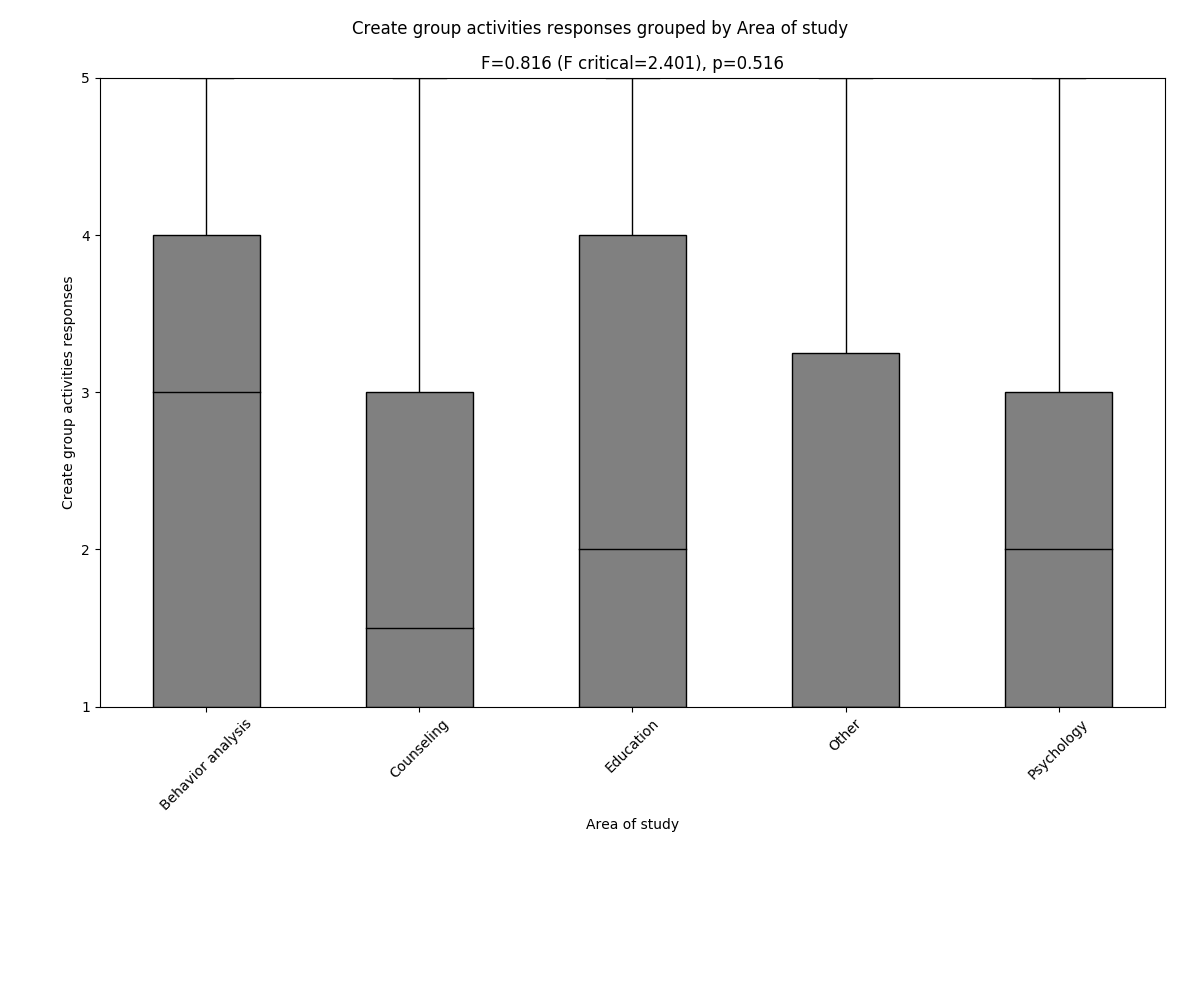 Create group activities responses grouped by Area of study
F=0.816 (F critical=2.401), p=0.516
Create group activities responses
5
4
3
2
1
Behavior analysis
Counseling
Education
Other
Psychology
Area of study